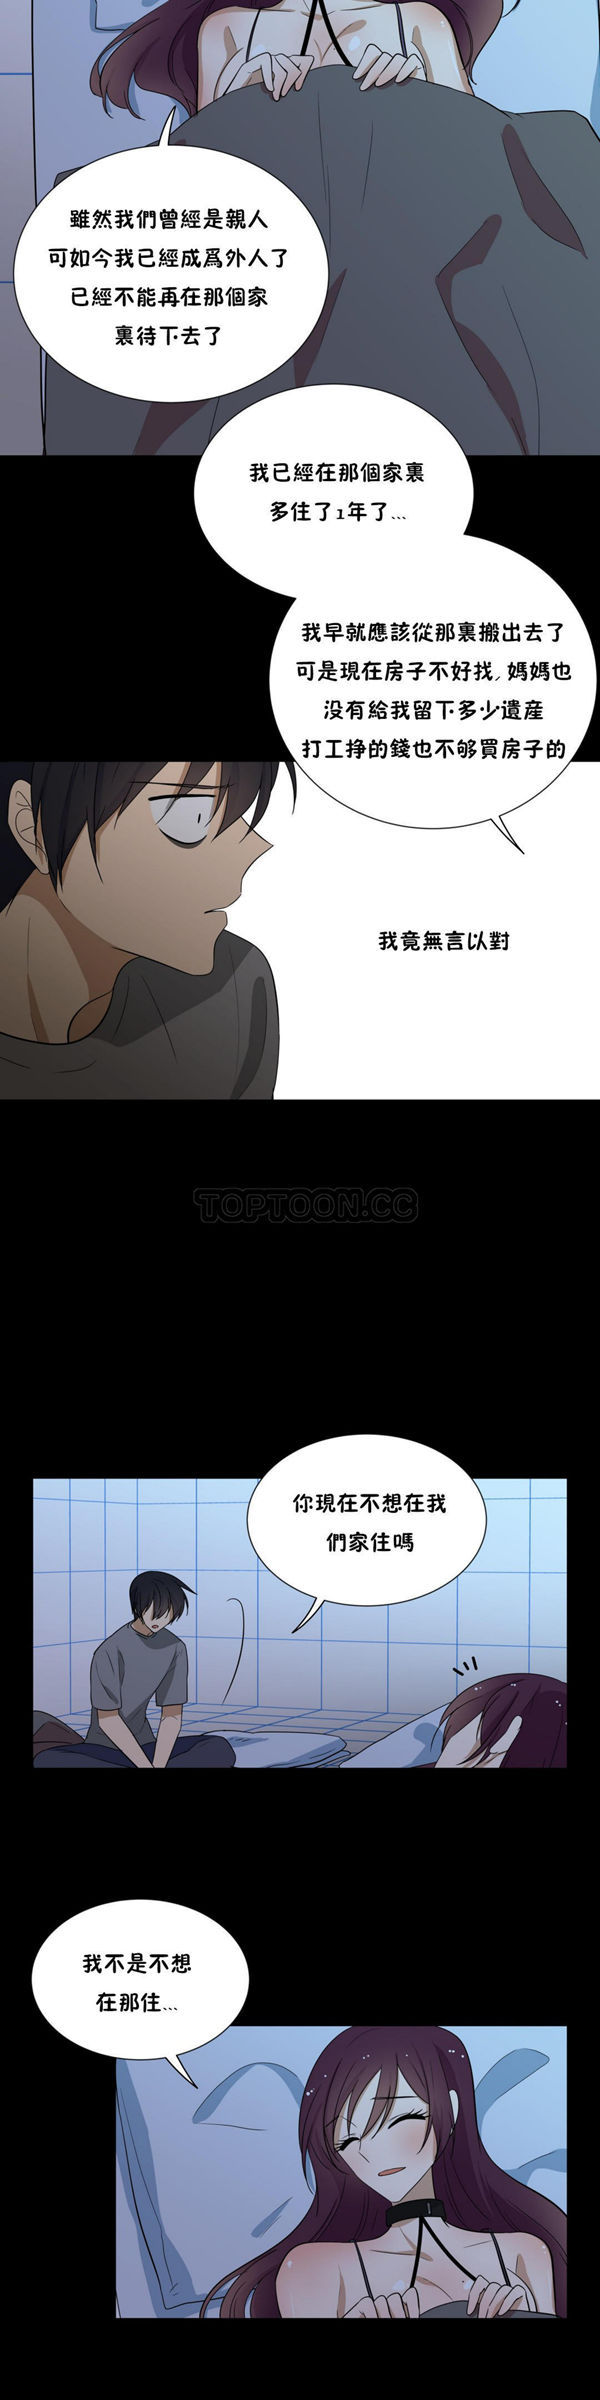 雖然我們曾經是親人
可如今我已經成爲外人了
已經不能再在那個家
裏待下去了
我已經在那個家裏
多住了1年了...
我早就應該從那裏搬出去了
可是現在房子不好找, 媽媽也
没有給我留下多少遺産
打工挣的錢也不够買房子的
我竟無言以對
TOPTOON.CC
你現在不想在我
們家住嗎
我不是不想
在那住...